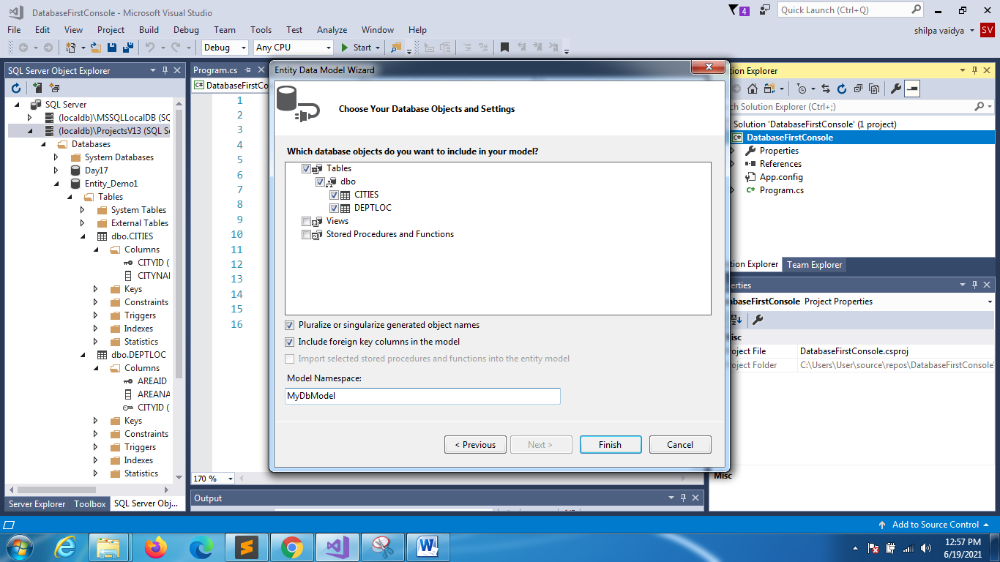 DatabaseFirstConsole - Microsoft Visual Studio
4
Quick Launch (Ctrl+Q)
File Edit View Project Build Debug Team Tools Test Analyze Window Help
shilpa vaidya SV
Debug Any CPU Start
SQL Server Object Explorer
SQL Server
(localdb)\MSSQLLocalDB (SQ
(localdb)\ProjectsV13 (SQL Se
Databases
System Databases
Day17
Entity_Demo1
Tables
System Tables
External Tables
dbo.CITIES
Columns
CITYID (
CITYNA
Keys
Constraints
Triggers
Indexes
Statistics
dbo.DEPTLOC
Columns
AREAID
AREANA
CITYID (
Keys
Constraints
Triggers
Indexes
Statistics
Server Explorer Toolbox SQL Server Obj...
Program.cs
DatabaseFirstCo
1
2
3
4
5
6
7
8
9
10
11
12
13
14
15
16
170 %
Output
Entity Data Model Wizard
Choose Your Database Objects and Settings
Which database objects do you want to include in your model?
Tables
dbo
CITIES
DEPTLOC
Views
Stored Procedures and Functions
Pluralize or singularize generated object names
Include foreign key columns in the model
Import selected stored procedures and functions into the entity model
Model Namespace:
MyDbModel
< Previous Next > Finish Cancel
tion Explorer
ch Solution Explorer (Ctrl+;)
Solution 'DatabaseFirstConsole' (1 project)
C# DatabaseFirstConsole
Properties
References
App.config
C# Program.cs
tion Explorer Team Explorer
erties
abaseFirstConsole Project Properties
isc
oject File DatabaseFirstConsole.csproj
oject Folder C:\Users\User\source\repos\DatabaseFirstConsole
Misc
Add to Source Control
12:57 PM
6/19/2021